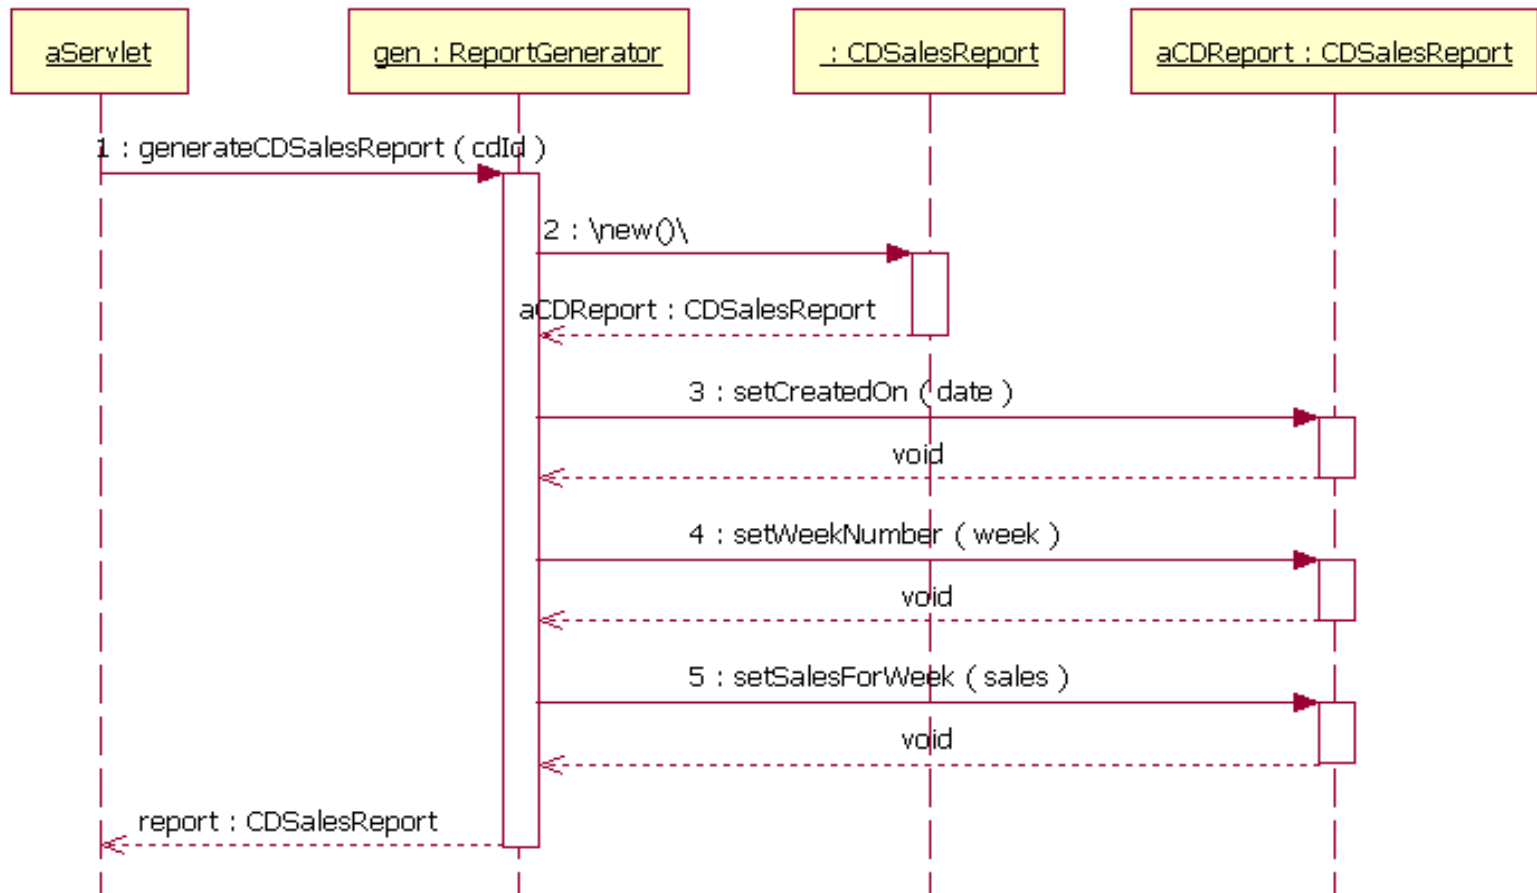 aServlet
gen : ReportGenerator
: CDSalesReport
aCDReport : CDSalesReport
1 : generateCDSalesReport ( cdId )
2 : \new()\
aCDReport : CDSalesReport
3 : setCreatedOn ( date )
void
4 : setWeekNumber ( week )
void
5 : setSalesForWeek ( sales )
void
report : CDSalesReport